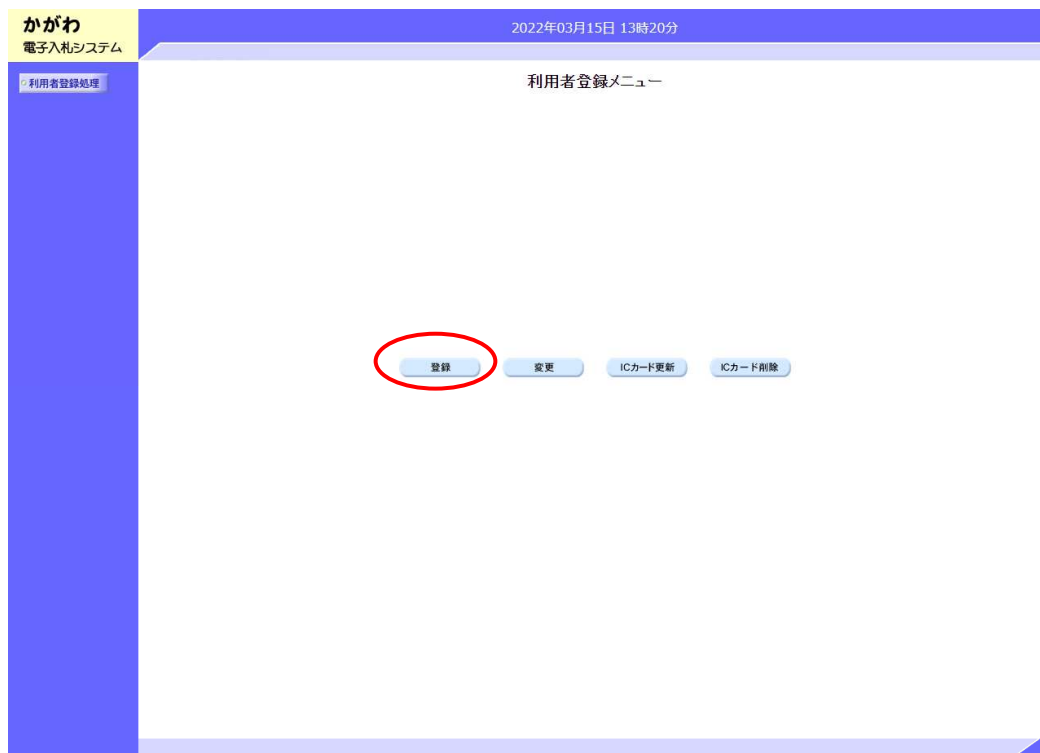 かがわ
電子入札システム
2022年03月15日 13時20分
利用者登録処理
利用者登録メニュー
登録
変更
ICカード更新
ICカード削除